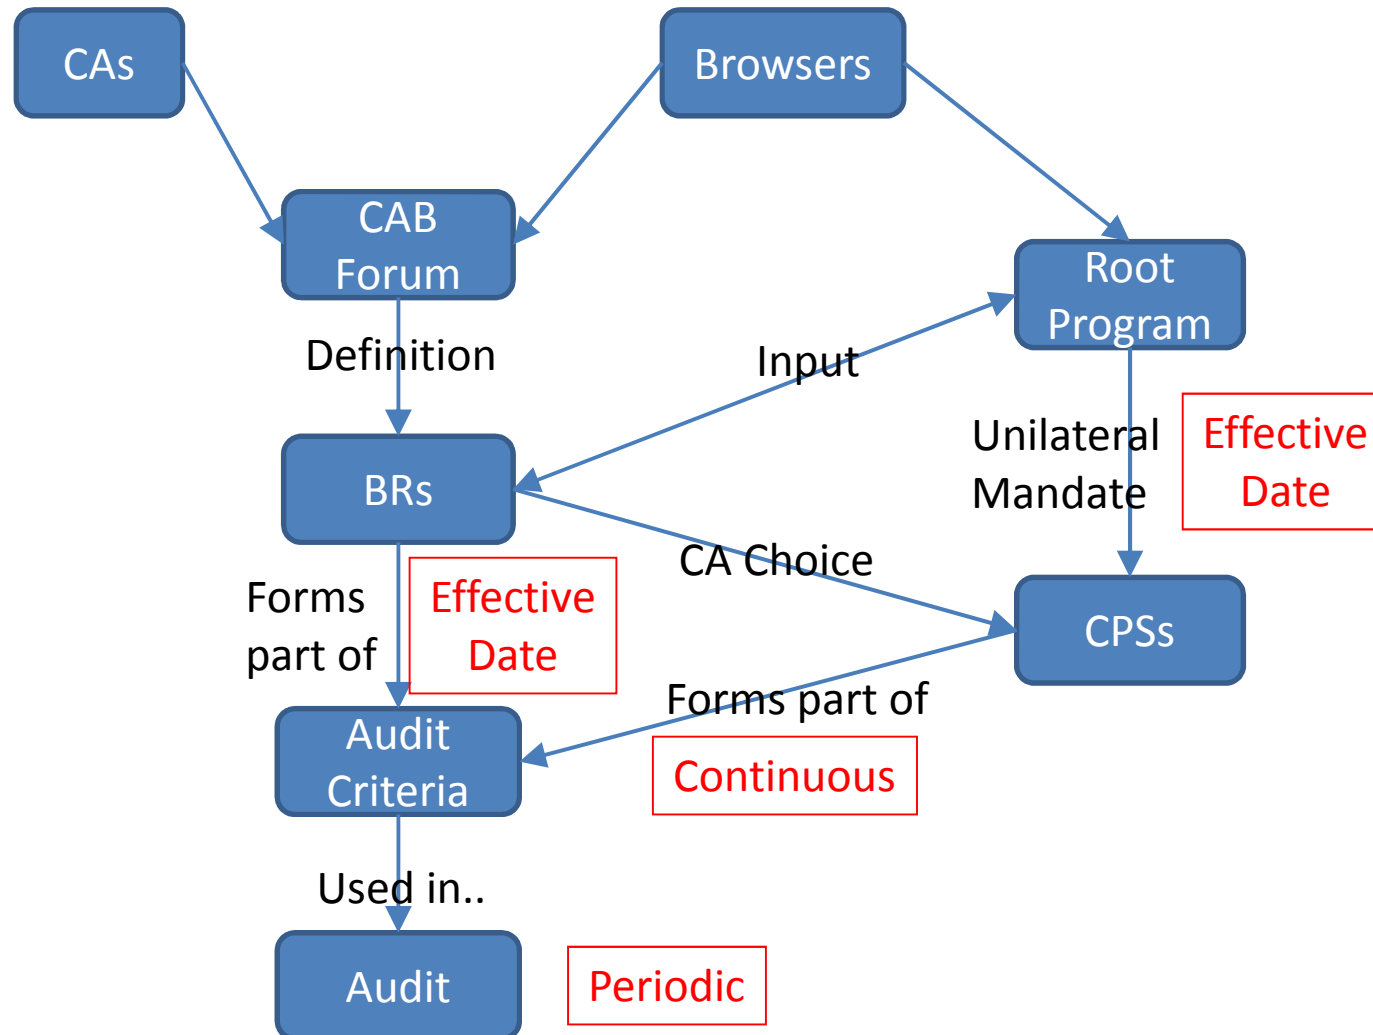 CAs
Browsers
CAB
Forum
Root
Program
Definition
Input
Unilateral
Mandate
Effective
Date
BRs
CA Choice
Forms
part of
Effective
Date
CPSs
Forms part of
Audit
Criteria
Continuous
Used in..
Audit
Periodic